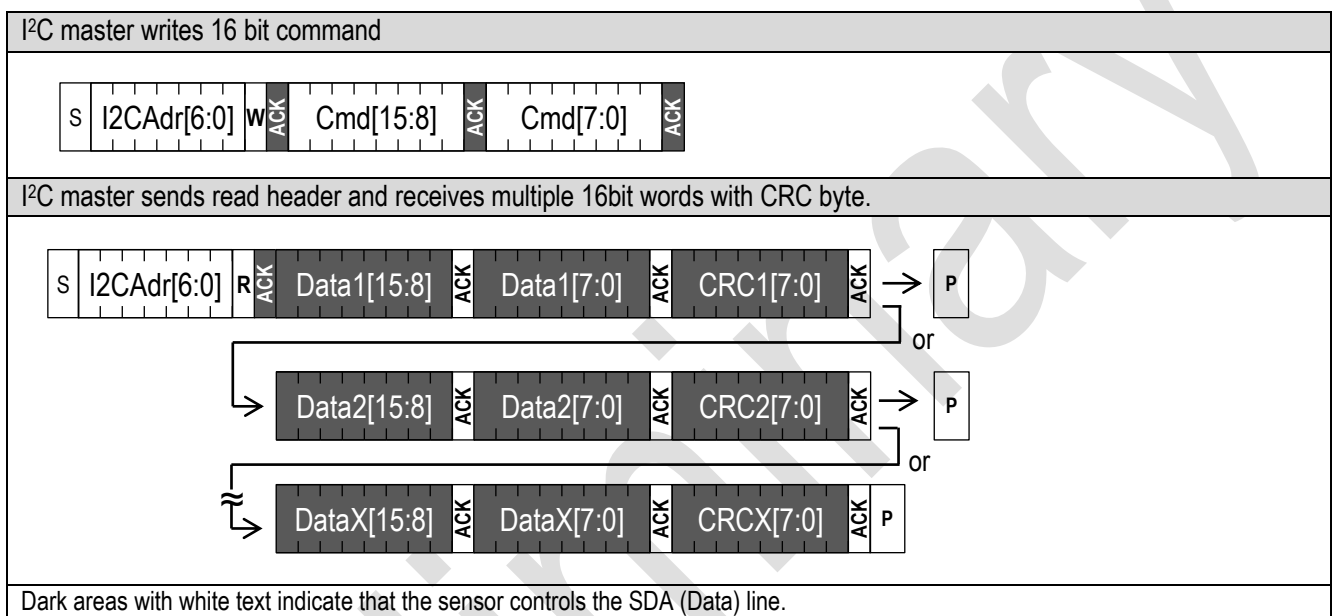 I²C master writes 16 bit command
S I2CAdr[6:0] W ACK Cmd[15:8] ACK Cmd[7:0] ACK
I²C master sends read header and receives multiple 16bit words with CRC byte.
S I2CAdr[6:0] R ACK Data1[15:8] ACK Data1[7:0] ACK CRC1[7:0] ACK P
or
Data2[15:8] ACK Data2[7:0] ACK CRC2[7:0] ACK P
or
≈
DataX[15:8] ACK DataX[7:0] ACK CRCX[7:0] ACK P
Dark areas with white text indicate that the sensor controls the SDA (Data) line.